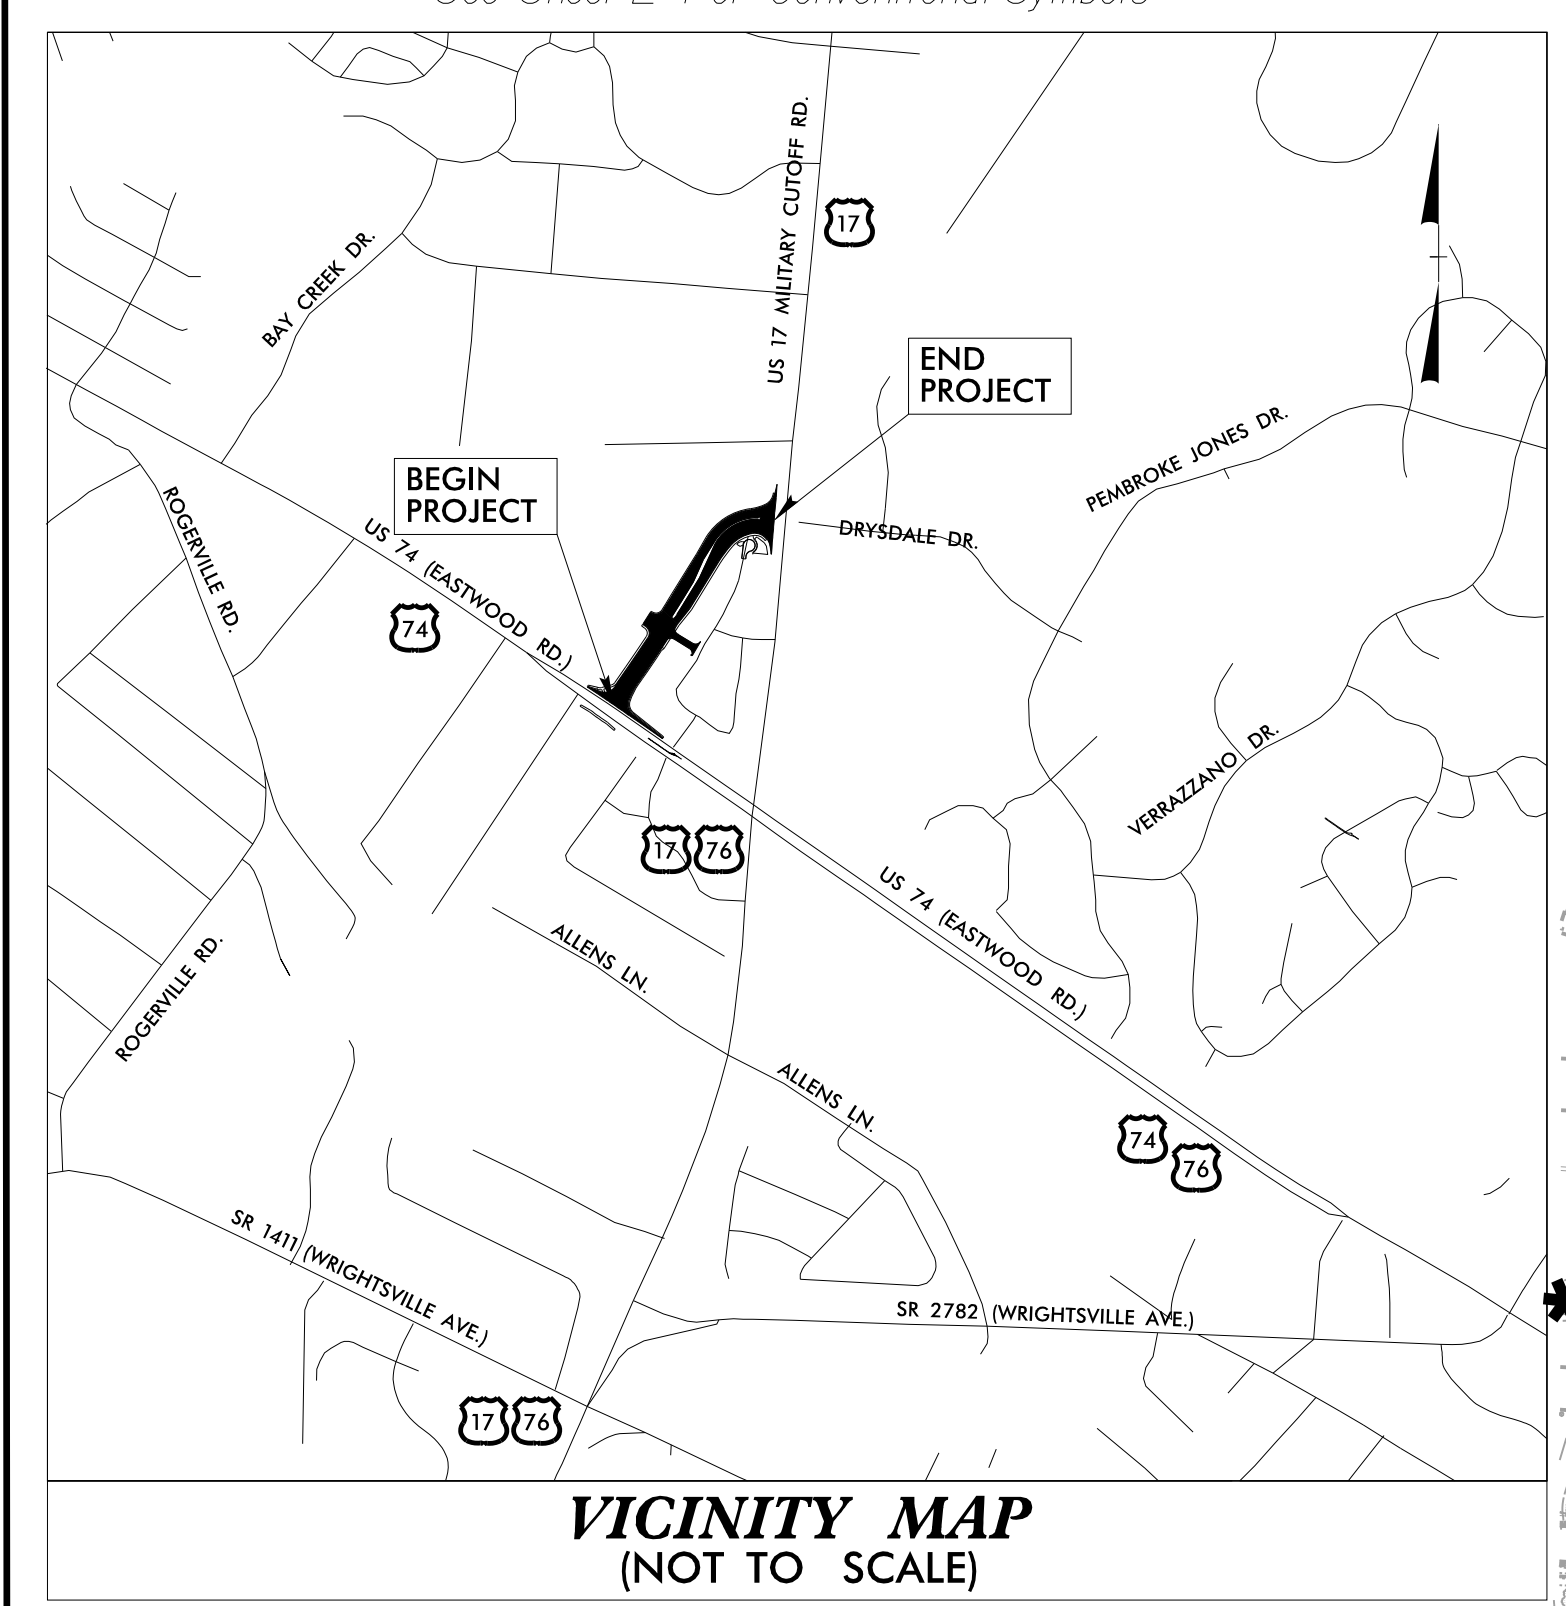 US 17 MILITARY CUTOFF RD.
17
BAY CREEK DR.
END
PROJECT
PEMBROKE JONES DR.
BEGIN
PROJECT
ROGERVILLE RD.
US 74 (EASTWOOD RD.)
DRYSDALE DR.
74
VERRAZZANO DR.
17 76
US 74 (EASTWOOD RD.)
ALLENS LN.
ROGERVILLE RD.
ALLENS LN.
74
76
SR 1411 (WRIGHTSVILLE AVE.)
SR 2782 (WRIGHTSVILLE AVE.)
17 76
VICINITY MAP
(NOT TO SCALE)